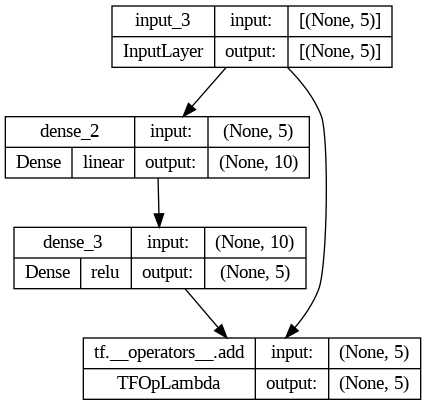 input_3 input: [(None, 5)]
InputLayer output: [(None, 5)]
dense_2 input: (None, 5)
Dense linear output: (None, 10)
dense_3 input: (None, 10)
Dense relu output: (None, 5)
tf.__operators__.add input: (None, 5)
TFOpLambda output: (None, 5)